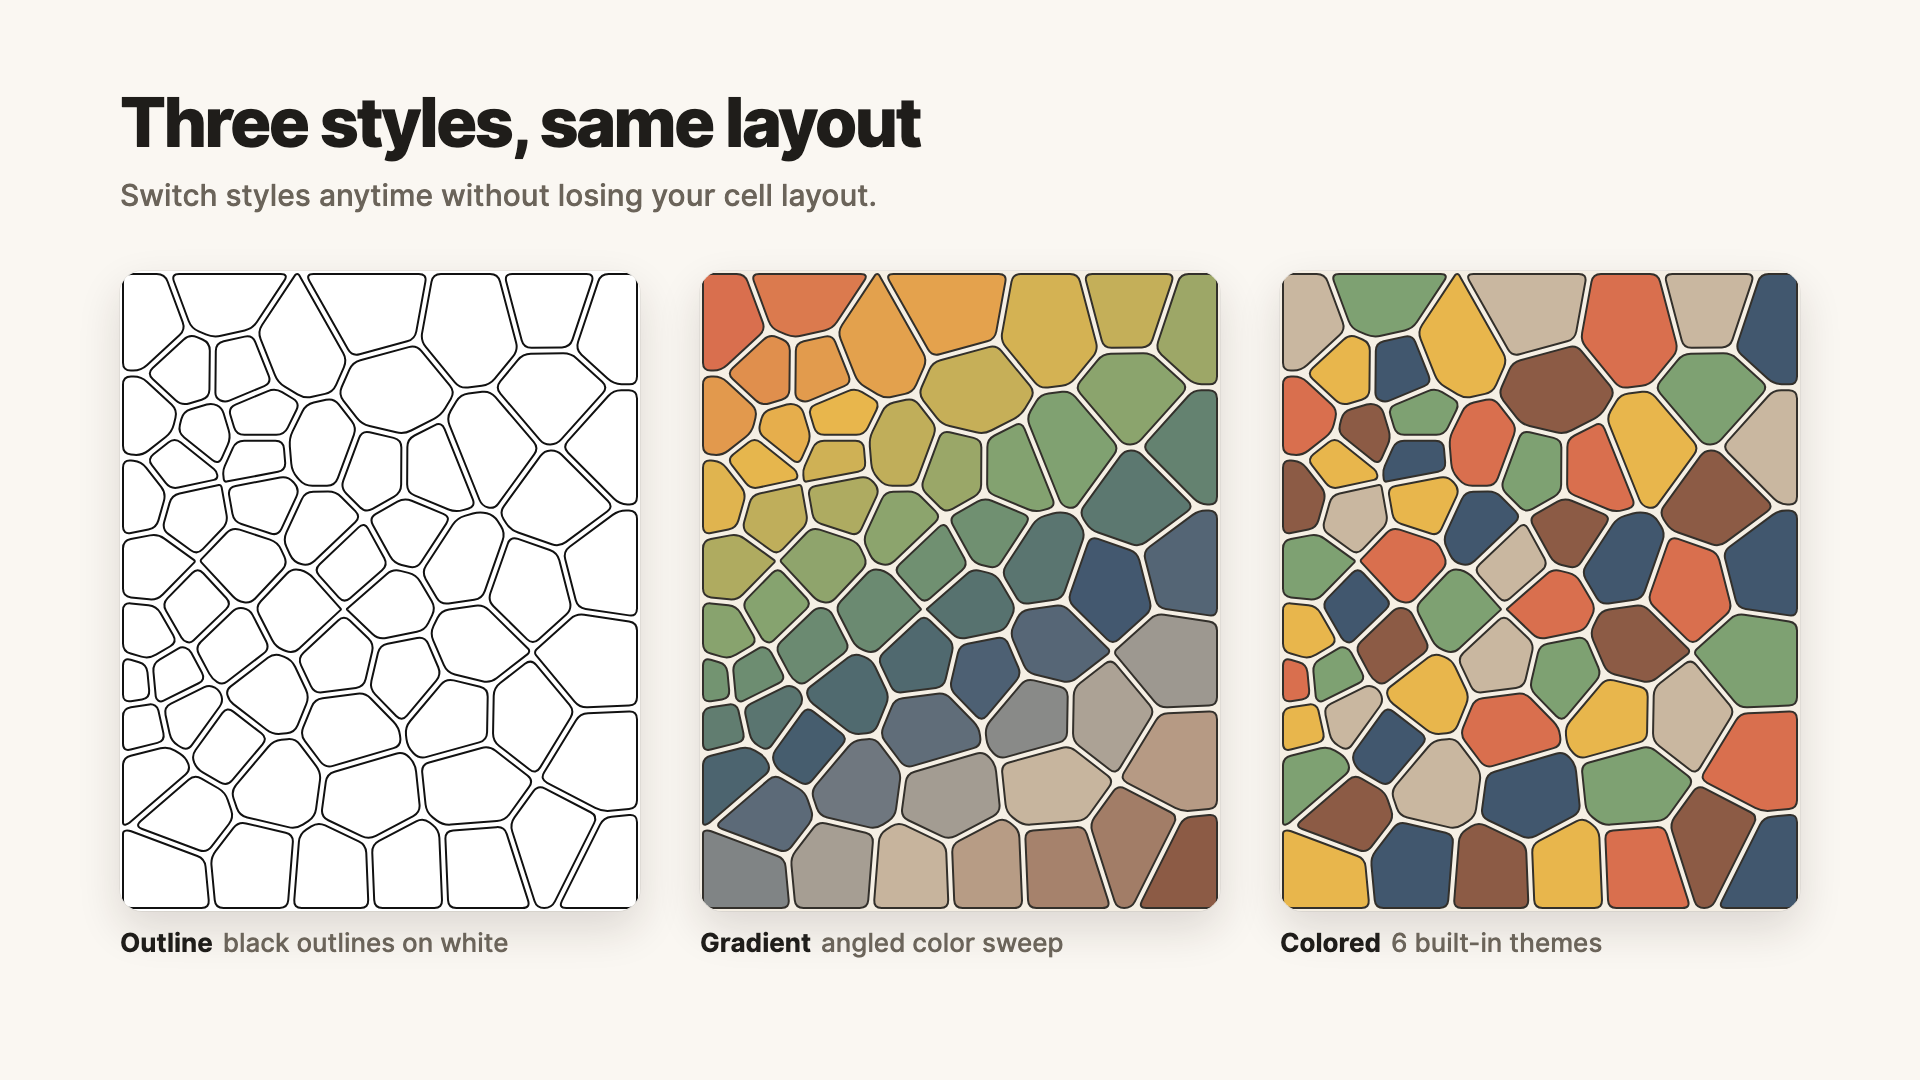 Three styles, same layout
Switch styles anytime without losing your cell layout.
Outline black outlines on white
Gradient angled color sweep
Colored 6 built-in themes